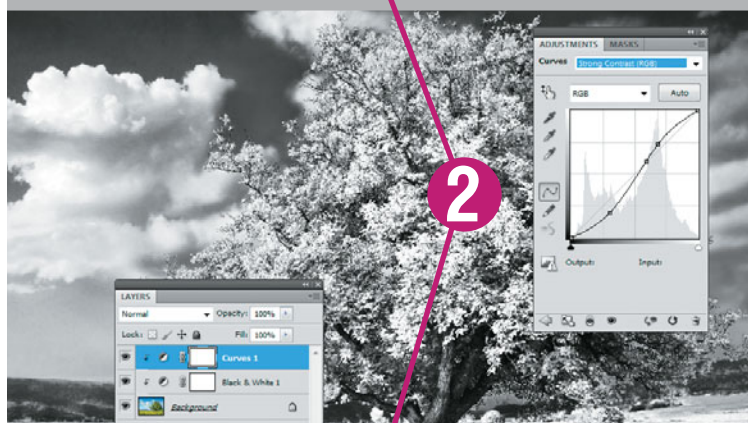 ADJUSTMENTS MASKS
Curves Strong Contrast (RGB)
RGB Auto
2
Output: Input:
LAYERS
Normal Opacity: 100%
Lock: Fill: 100%
Curves 1
Black & White 1
Background